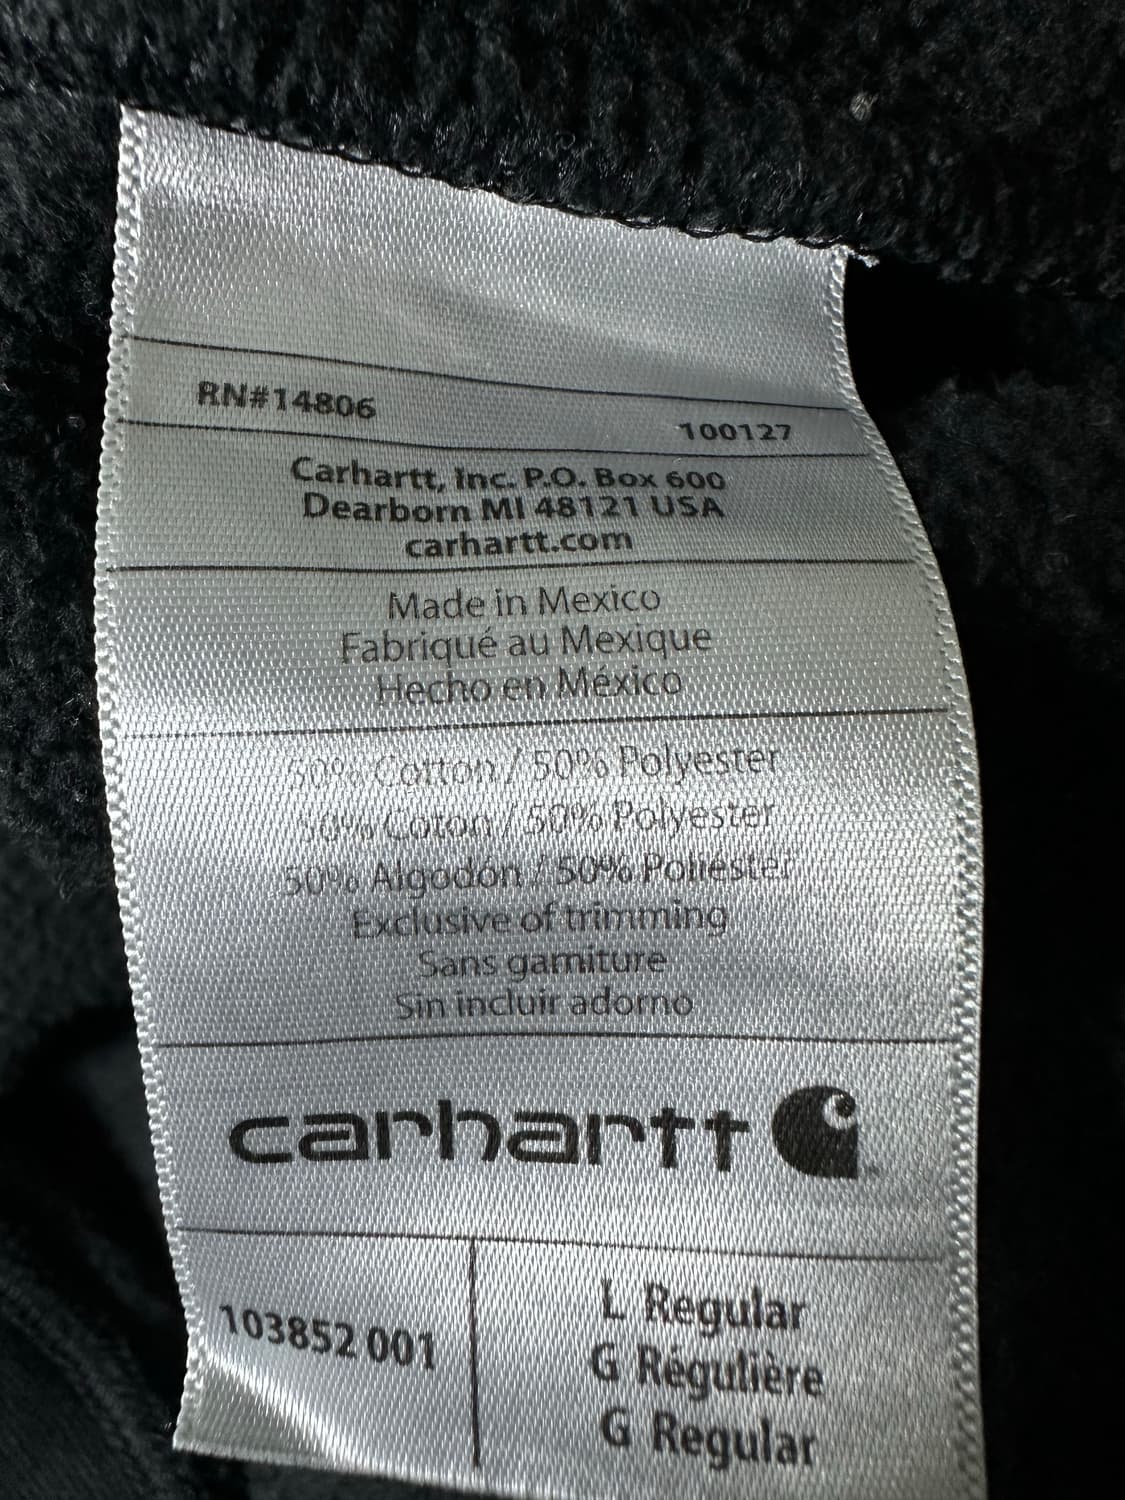 RN#14806
100127
Carhartt, Inc. P.O. Box 600
Dearborn MI 48121 USA
carhartt.com
Made in Mexico
Fabriqué au Mexique
Hecho en México
50% Cotton / 50% Polyester
50% Coton / 50% Polyester
50% Algodón / 50% Poliéster
Exclusive of trimming
Sans garniture
Sin incluir adorno
carhartt
103852 001
L Regular
G Régulière
G Regular